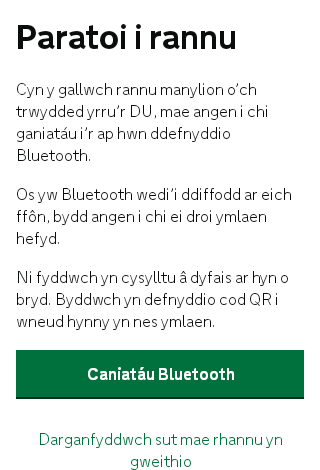 Paratoi i rannu
Cyn y gallwch rannu manylion o’ch
trwydded yrru’r DU, mae angen i chi
ganiatáu i’r ap hwn ddefnyddio
Bluetooth.
Os yw Bluetooth wedi’i ddiffodd ar eich
ffôn, bydd angen i chi ei droi ymlaen
hefyd.
Ni fyddwch yn cysylltu â dyfais ar hyn o
bryd. Byddwch yn defnyddio cod QR i
wneud hynny yn nes ymlaen.
Caniatáu Bluetooth
Darganfyddwch sut mae rhannu yn
gweithio